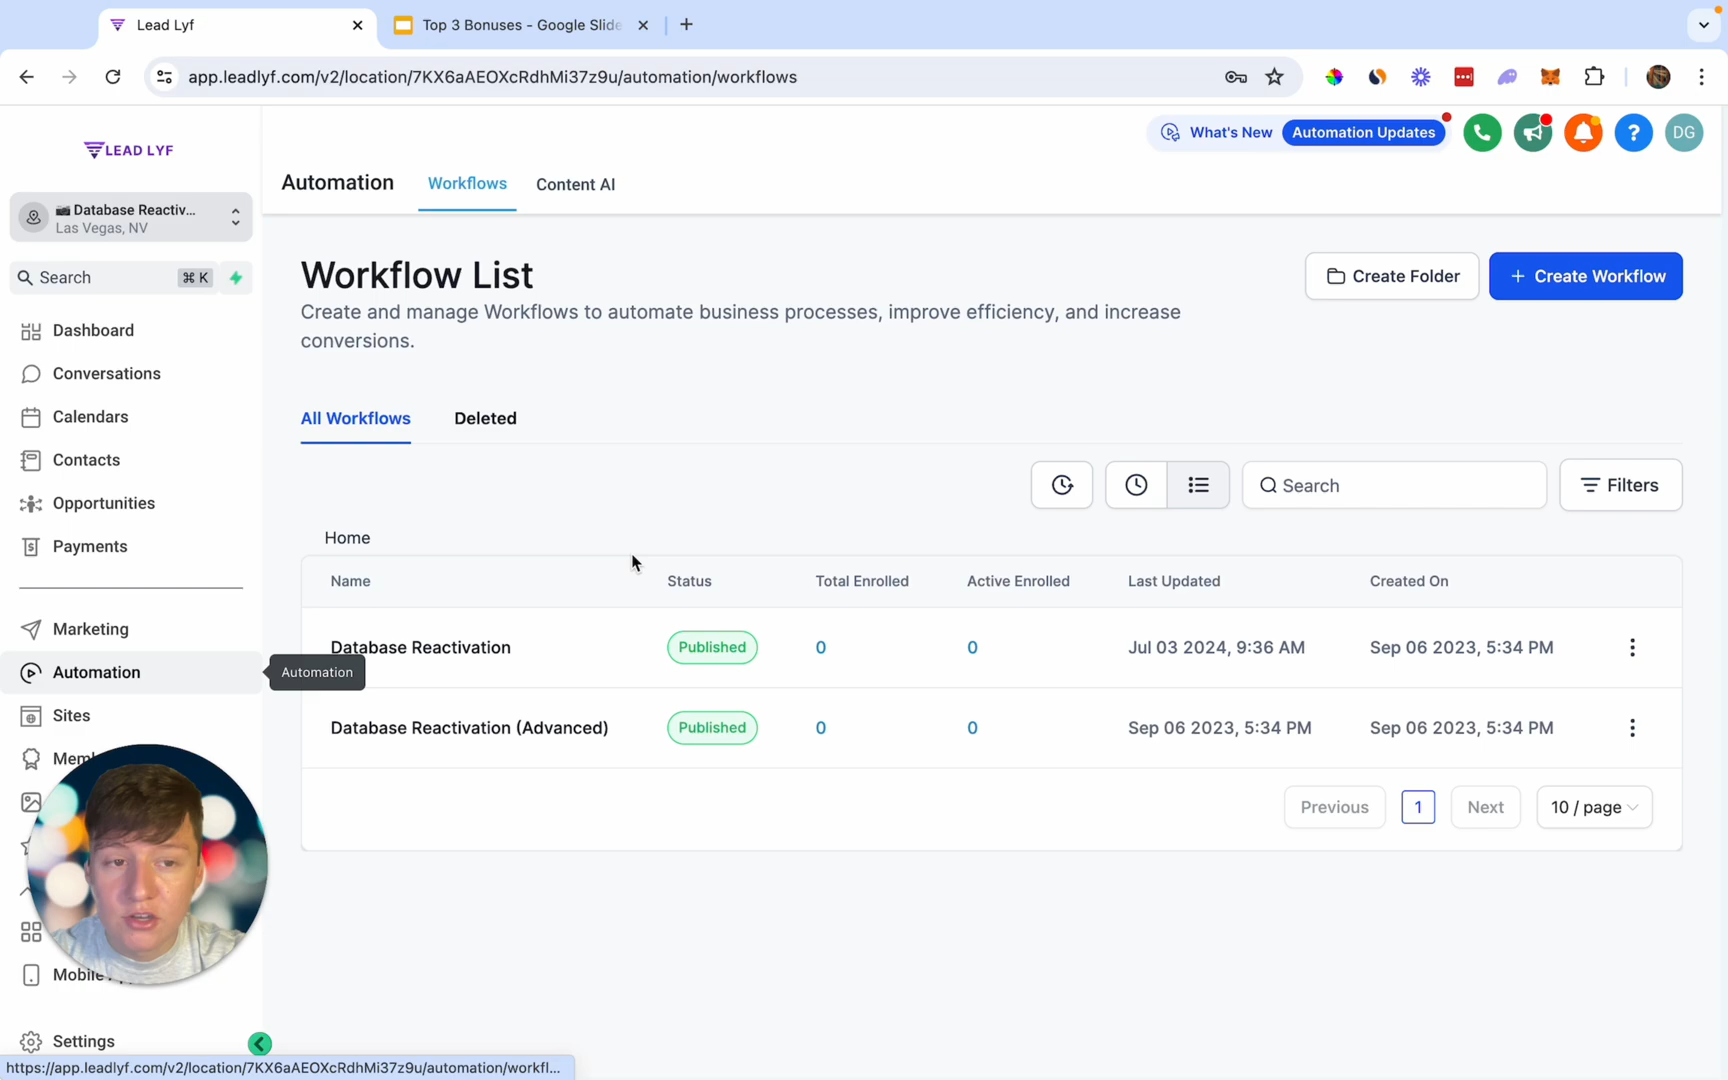 Lead Lyf
Top 3 Bonuses - Google Slide
app.leadlyf.com/v2/location/7KX6aAEOXcRdhMi37z9u/automation/workflows
LEAD LYF
What's New
Automation Updates
?
DG
Automation
Workflows
Content AI
Database Reactiv...
Las Vegas, NV
Search
⌘ K
Dashboard
Conversations
Calendars
Contacts
Opportunities
Payments
Marketing
Automation
Automation
Sites
Mem
Mobile
Settings
Workflow List
Create and manage Workflows to automate business processes, improve efficiency, and increase
conversions.
Create Folder
+ Create Workflow
All Workflows
Deleted
Search
Filters
Home
Name Status Total Enrolled Active Enrolled Last Updated Created On
Database Reactivation Published 0 0 Jul 03 2024, 9:36 AM Sep 06 2023, 5:34 PM
Database Reactivation (Advanced) Published 0 0 Sep 06 2023, 5:34 PM Sep 06 2023, 5:34 PM
Previous 1 Next 10 / page
https://app.leadlyf.com/v2/location/7KX6aAEOXcRdhMi37z9u/automation/workfl...